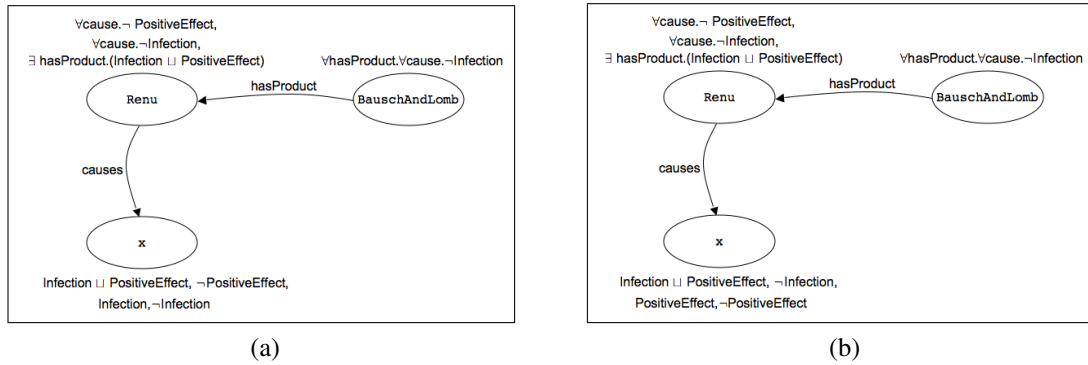 ∀cause.¬ PositiveEffect,
∀cause.¬Infection,
∃ hasProduct.(Infection ⊔ PositiveEffect)
∀hasProduct.∀cause.¬Infection
hasProduct
Renu
BauschAndLomb
causes
x
Infection ⊔ PositiveEffect, ¬PositiveEffect,
Infection,¬Infection
(a)
∀cause.¬ PositiveEffect,
∀cause.¬Infection,
∃ hasProduct.(Infection ⊔ PositiveEffect)
∀hasProduct.∀cause.¬Infection
hasProduct
Renu
BauschAndLomb
causes
x
Infection ⊔ PositiveEffect, ¬Infection,
PositiveEffect,¬PositiveEffect
(b)